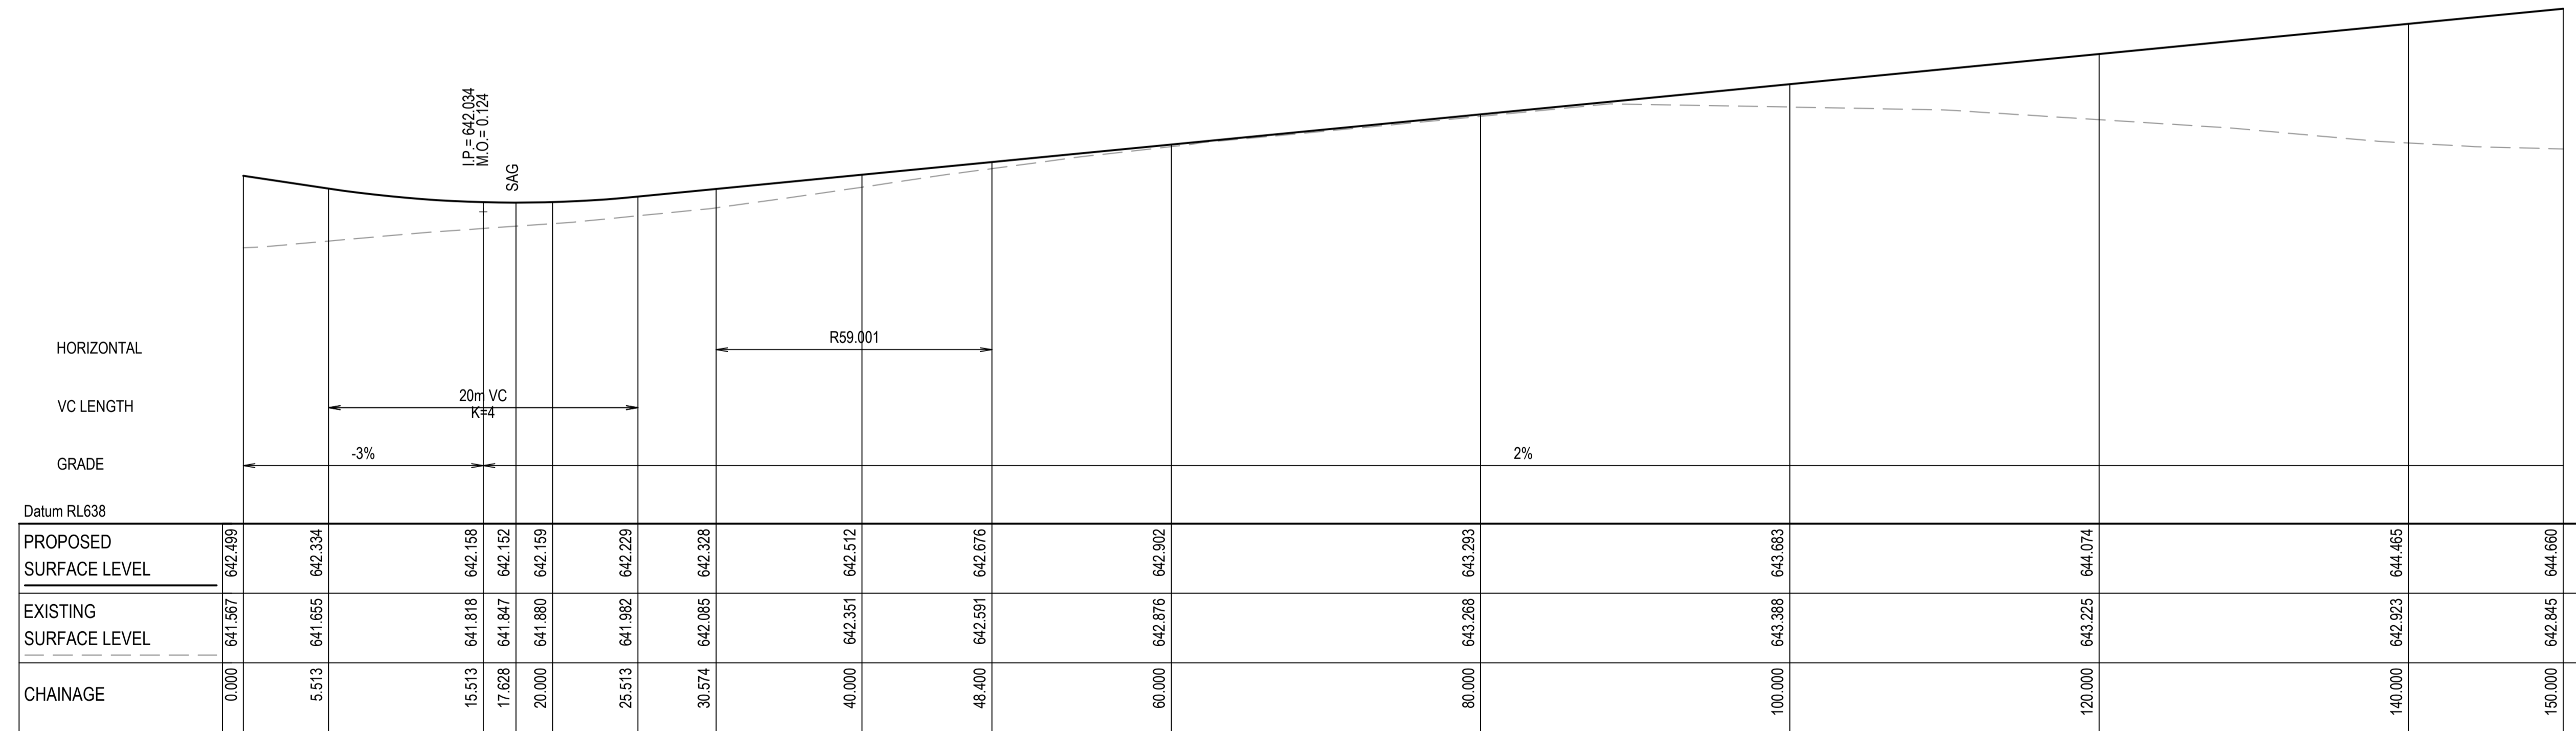 I.P.= 642.034
M.O.= 0.124
SAG
HORIZONTAL
R59.001
VC LENGTH
20m VC
K=4
GRADE
-3%
2%
Datum RL638
PROPOSED
SURFACE LEVEL
642.499 642.334 642.158 642.152 642.159 642.229 642.328 642.512 642.676 642.902 643.293 643.683 644.074 644.465 644.660
EXISTING
SURFACE LEVEL
641.567 641.655 641.818 641.847 641.880 641.982 642.085 642.351 642.591 642.876 643.268 643.388 643.225 642.923 642.845
CHAINAGE
0.000 5.513 15.513 17.628 20.000 25.513 30.574 40.000 48.400 60.000 80.000 100.000 120.000 140.000 150.000